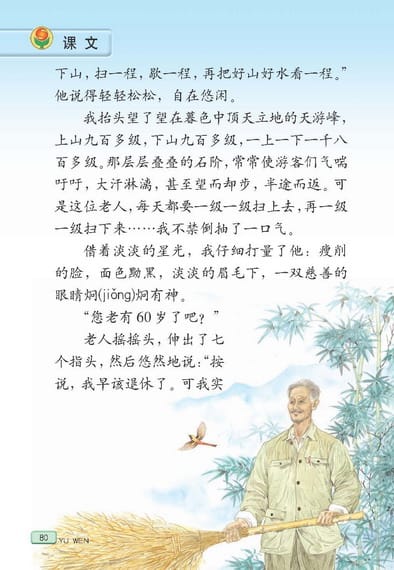 课文
下山，扫一程，歇一程，再把好山好水看一程。”
他说得轻轻松松，自在悠闲。
我抬头望了望在暮色中顶天立地的天游峰，
上山九百多级，下山九百多级，一上一下一千八
百多级。那层层叠叠的石阶，常常使游客们气喘
吁吁，大汗淋漓，甚至望而却步，半途而返。可
是这位老人，每天都要一级一级扫上去，再一级
一级扫下来……我不禁倒抽了一口气。
借着淡淡的星光，我仔细打量了他：瘦削
的脸，面色黝黑，淡淡的眉毛下，一双慈善的
眼睛炯(jiǒng)炯有神。
“您老有60岁了吧？”
老人摇摇头，伸出了七
个指头，然后悠然地说：“按
说，我早该退休了。可我实
80
YU WEN